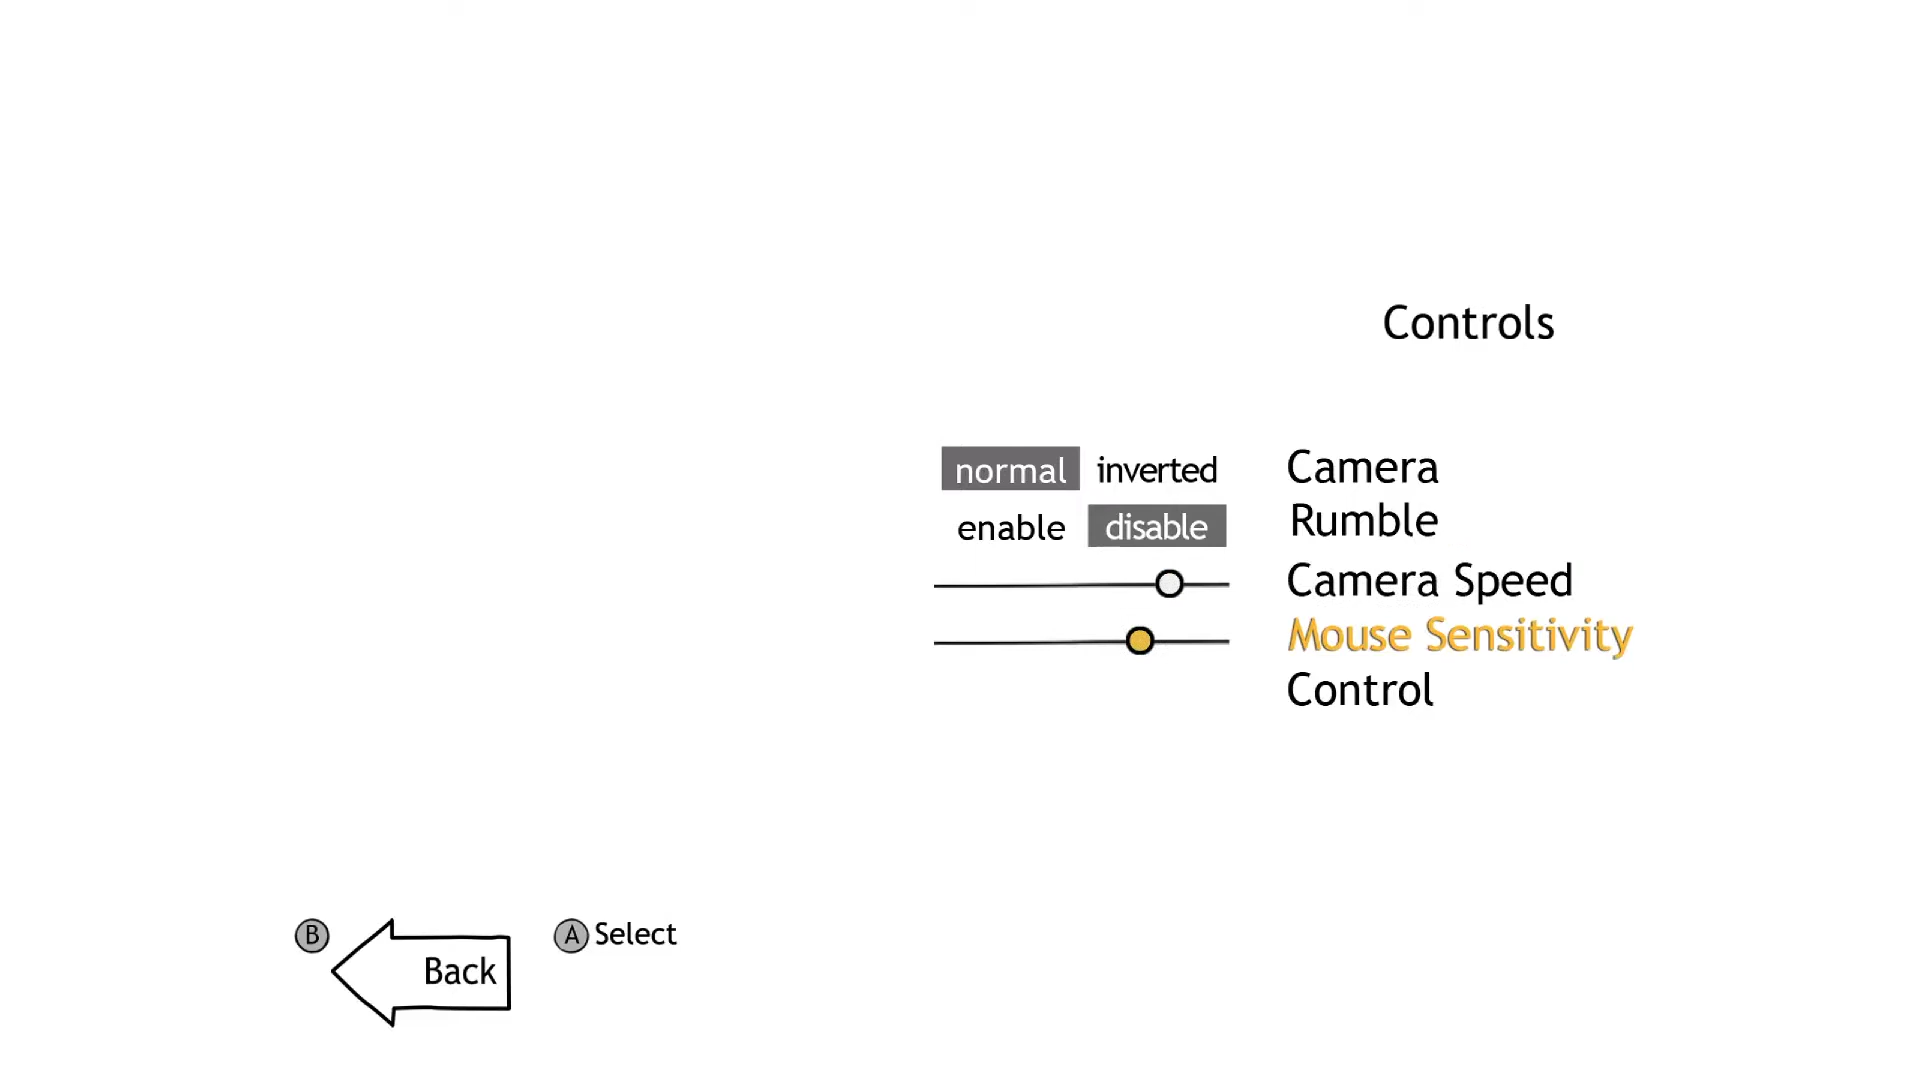 Controls
normal inverted Camera
enable disable Rumble
Camera Speed
Mouse Sensitivity
Control
B Back
A Select